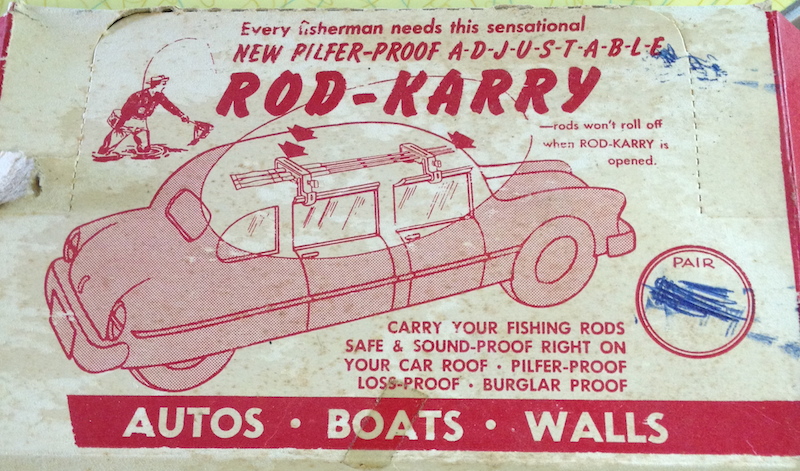 Every fisherman needs this sensational
NEW PILFER-PROOF A-D-J-U-S-T-A-B-L-E
ROD-KARRY
—rods won't roll off
when ROD-KARRY is
opened.
PAIR
CARRY YOUR FISHING RODS
SAFE & SOUND-PROOF RIGHT ON
YOUR CAR ROOF · PILFER-PROOF
LOSS-PROOF · BURGLAR PROOF
AUTOS · BOATS · WALLS